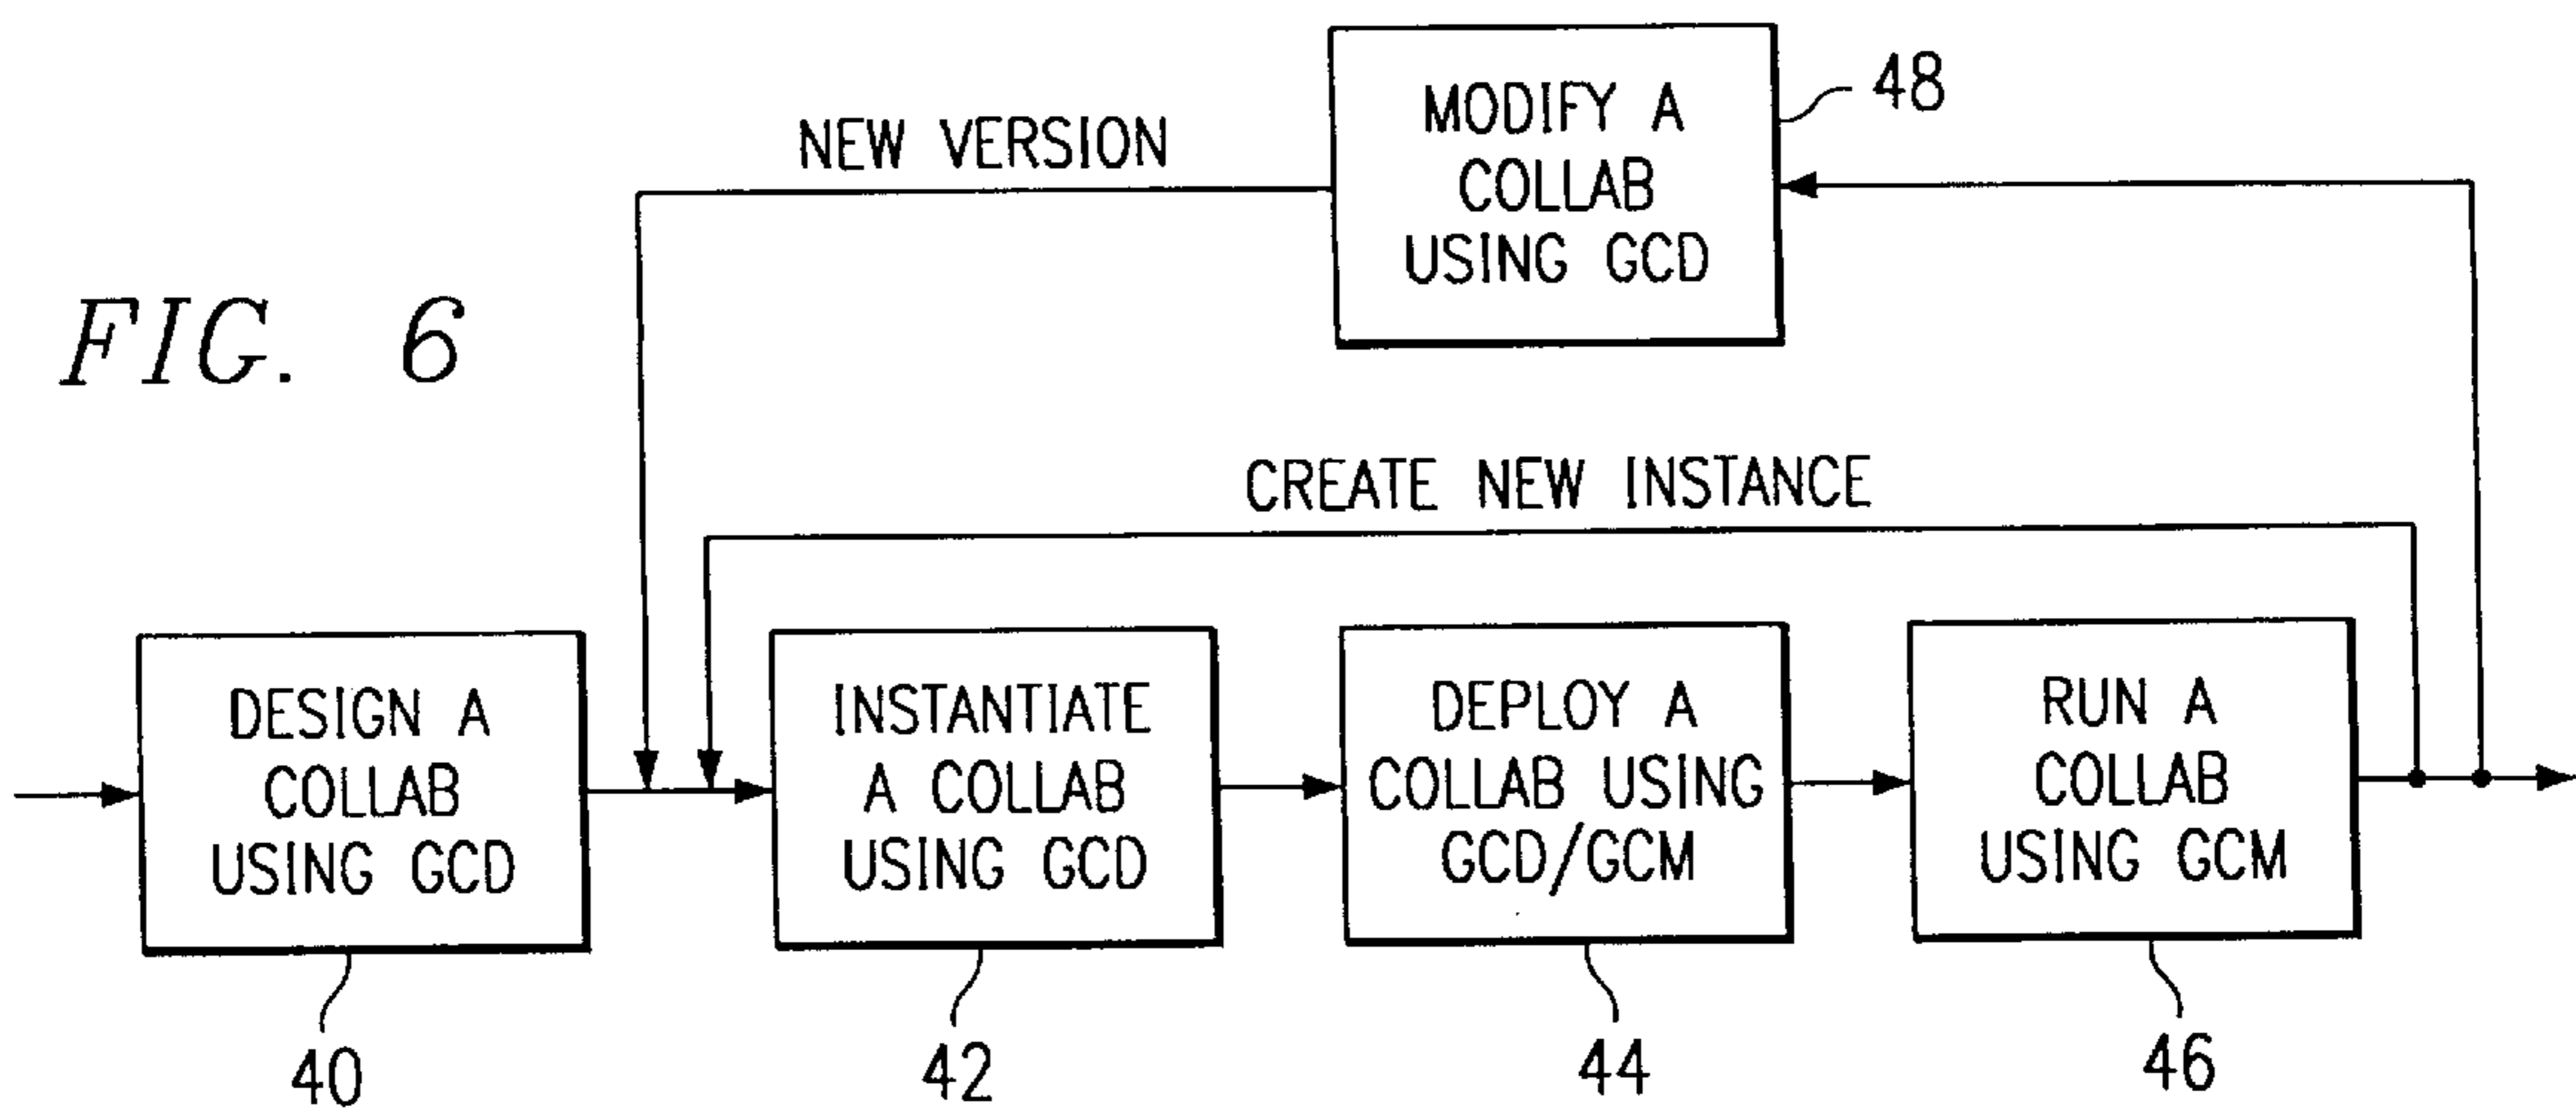 FIG. 6
NEW VERSION
MODIFY A
COLLAB
USING GCD
48
CREATE NEW INSTANCE
DESIGN A
COLLAB
USING GCD
40
INSTANTIATE
A COLLAB
USING GCD
42
DEPLOY A
COLLAB USING
GCD/GCM
44
RUN A
COLLAB
USING GCM
46